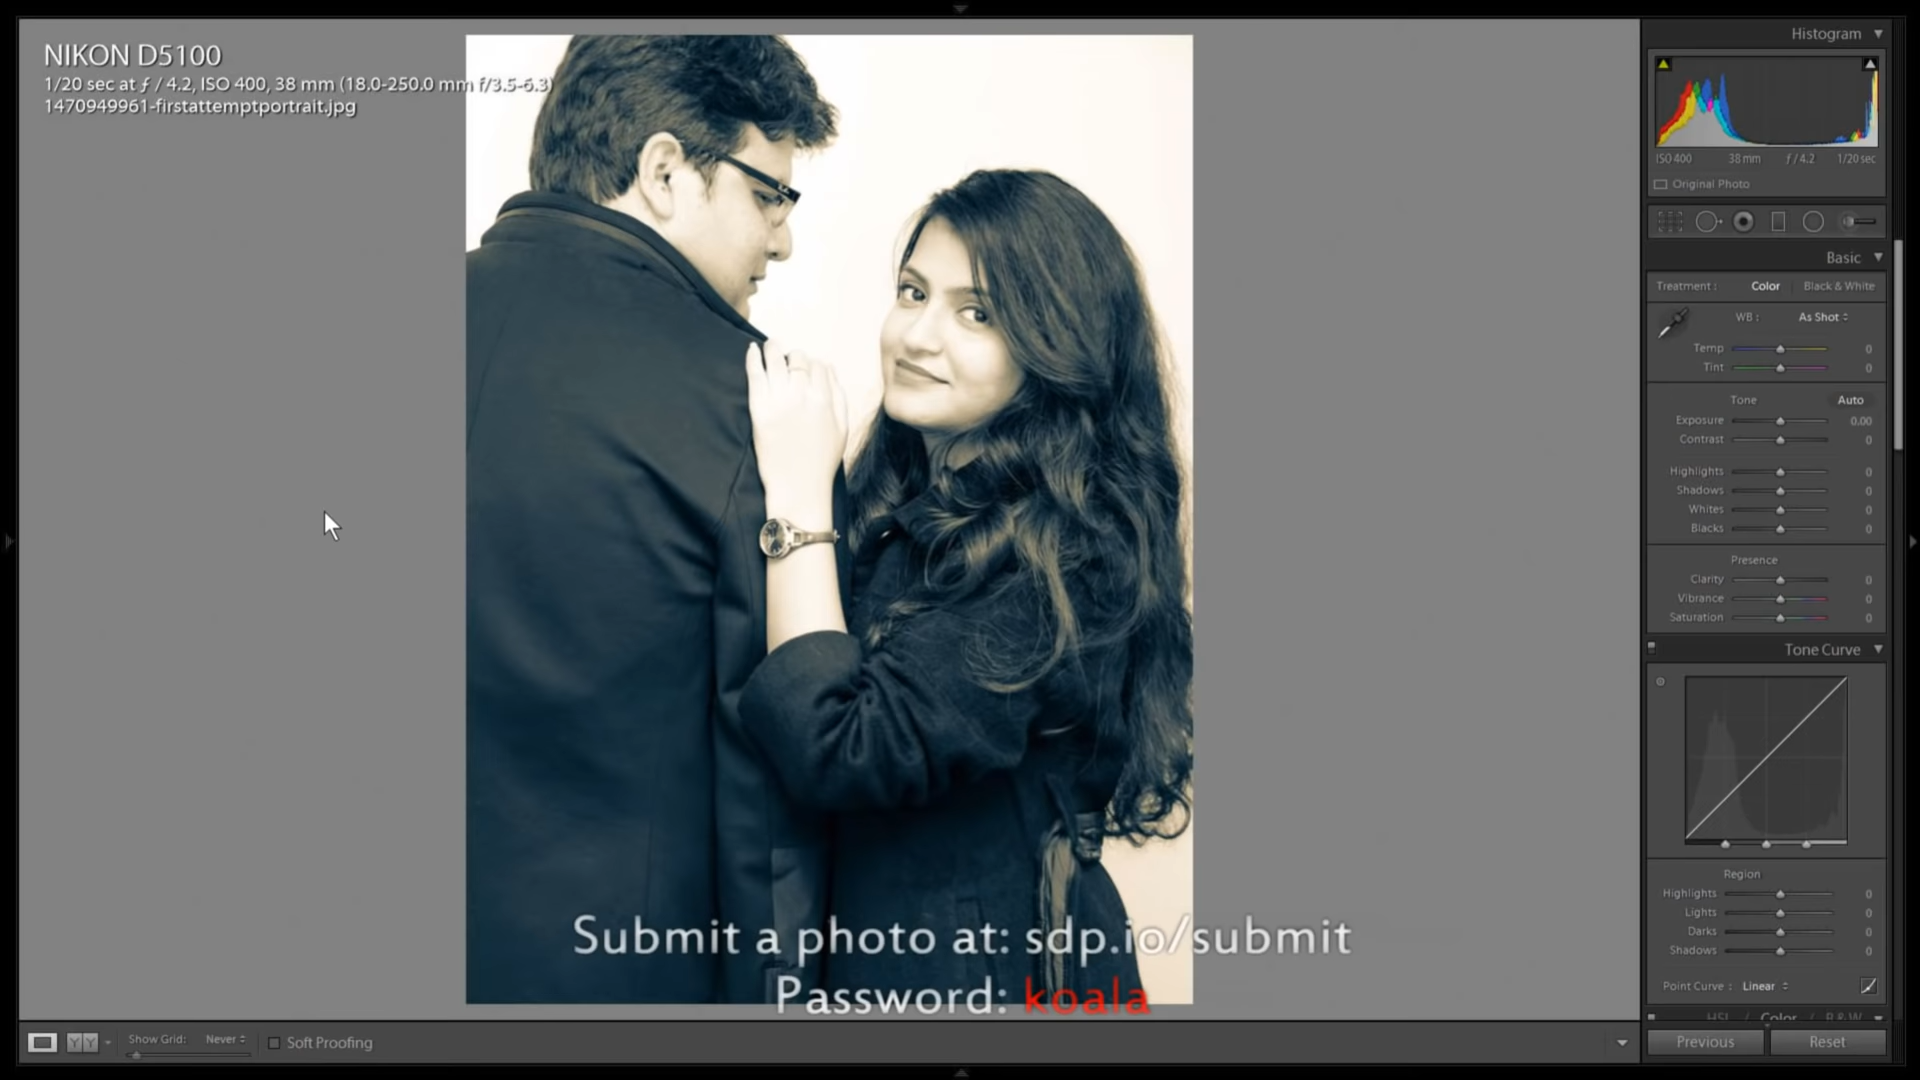 NIKON D5100
1/20 sec at ƒ / 4.2, ISO 400, 38 mm (18.0-250.0 mm f/3.5-6.3)
1470949961-firstattemptportrait.jpg
Submit a photo at: sdp.io/submit
Password: koala
Histogram
ISO 400 38 mm ƒ / 4.2 1/20 sec
Original Photo
Basic
Treatment : Color Black & White
WB : As Shot
Temp 0
Tint 0
Tone Auto
Exposure 0.00
Contrast 0
Highlights 0
Shadows 0
Whites 0
Blacks 0
Presence
Clarity 0
Vibrance 0
Saturation 0
Tone Curve
Region
Highlights 0
Lights 0
Darks 0
Shadows 0
Point Curve : Linear
HSL / Color / B & W
Show Grid: Never Soft Proofing
Previous Reset